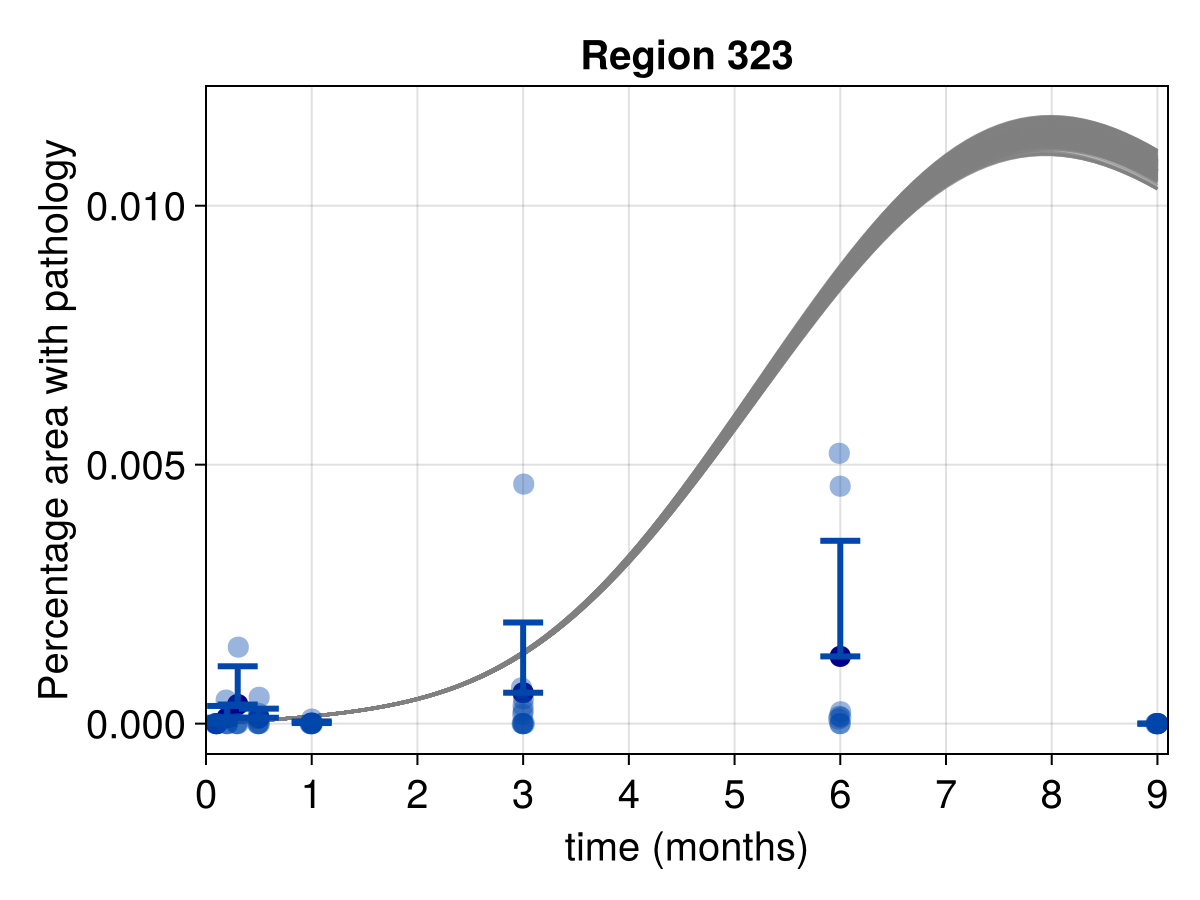 Region 323
Percentage area with pathology
0.010
0.005
0.000
0 1 2 3 4 5 6 7 8 9
time (months)